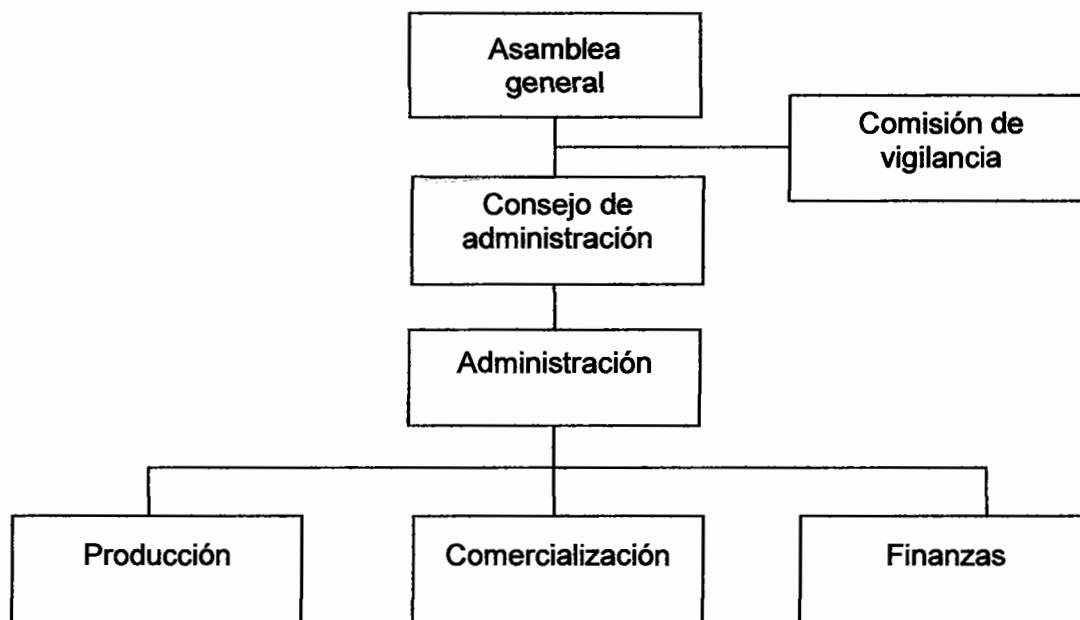 Asamblea
general
Comisión de
vigilancia
Consejo de
administración
Administración
Producción
Comercialización
Finanzas